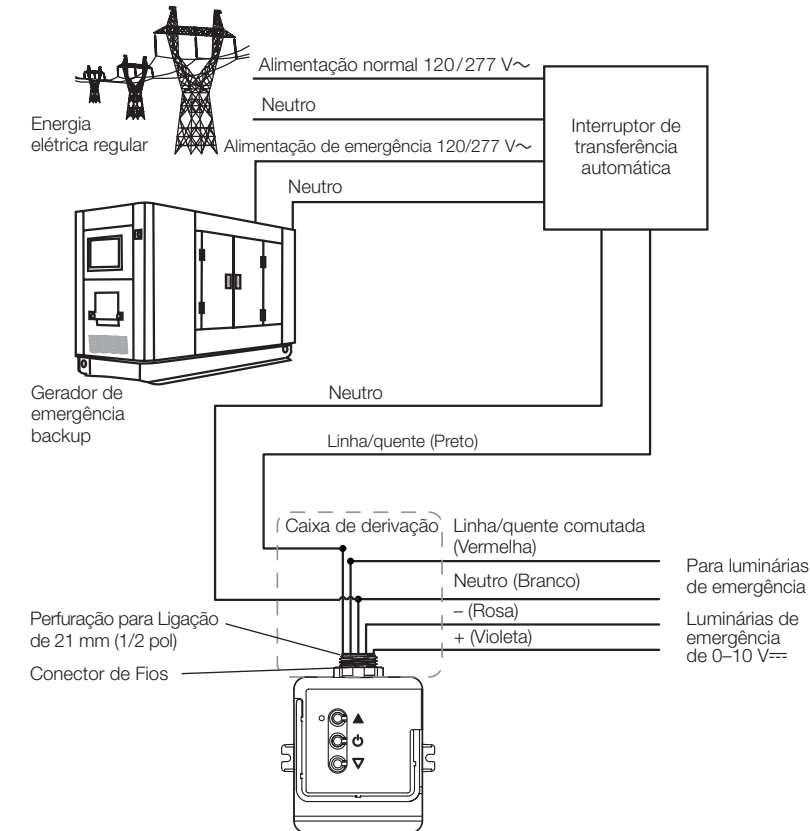 Alimentação normal 120/277 V~
Neutro
Energia
elétrica regular
Alimentação de emergência 120/277 V~
Neutro
Interruptor de
transferência
automática
Gerador de
emergência
backup
Neutro
Linha/quente (Preto)
Caixa de derivação
Linha/quente comutada
(Vermelha)
Neutro (Branco)
Para luminárias
de emergência
– (Rosa)
+ (Violeta)
Luminárias de
emergência
de 0–10 V⎓
Perfuração para Ligação
de 21 mm (1/2 pol)
Conector de Fios